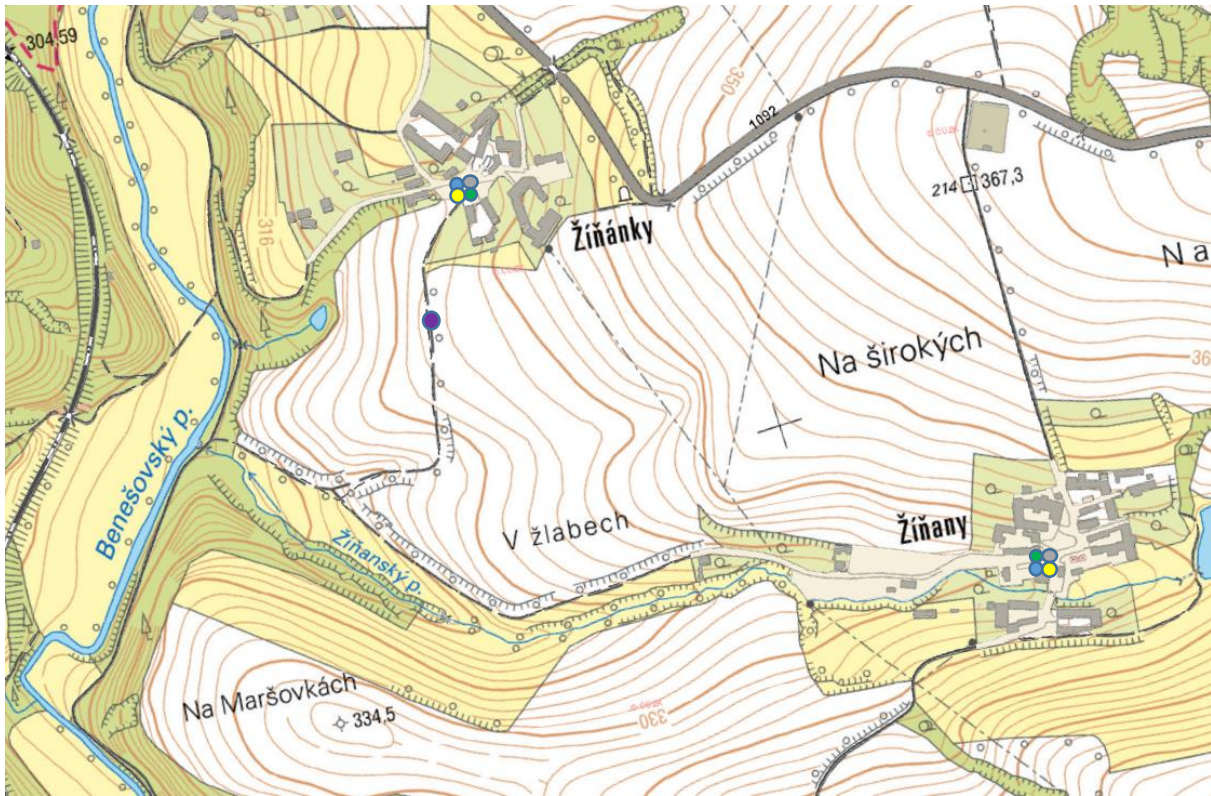 304,59
350
1092
214 367,3
Žíňánky
N a
316
© ČÚZK
Na širokých
36
Benešovský p.
V žlabech
Žíňany
Žíňanský p.
Na Maršovkách
334,5
330